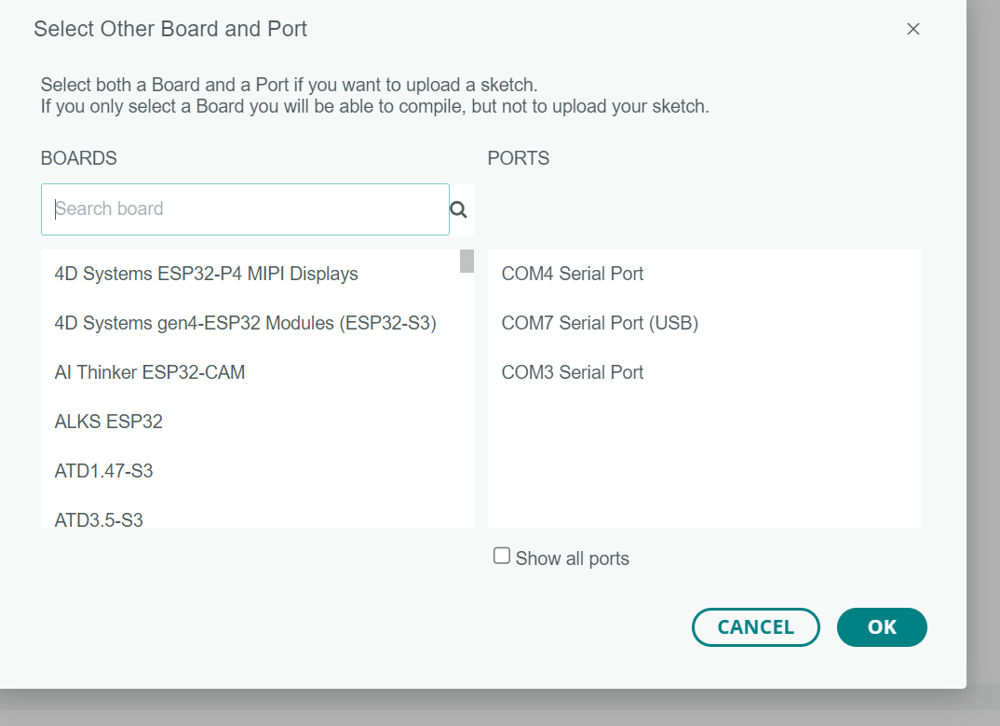 Select Other Board and Port
Select both a Board and a Port if you want to upload a sketch.
If you only select a Board you will be able to compile, but not to upload your sketch.
BOARDS
PORTS
Search board
4D Systems ESP32-P4 MIPI Displays
4D Systems gen4-ESP32 Modules (ESP32-S3)
AI Thinker ESP32-CAM
ALKS ESP32
ATD1.47-S3
ATD3.5-S3
COM4 Serial Port
COM7 Serial Port (USB)
COM3 Serial Port
Show all ports
CANCEL
OK